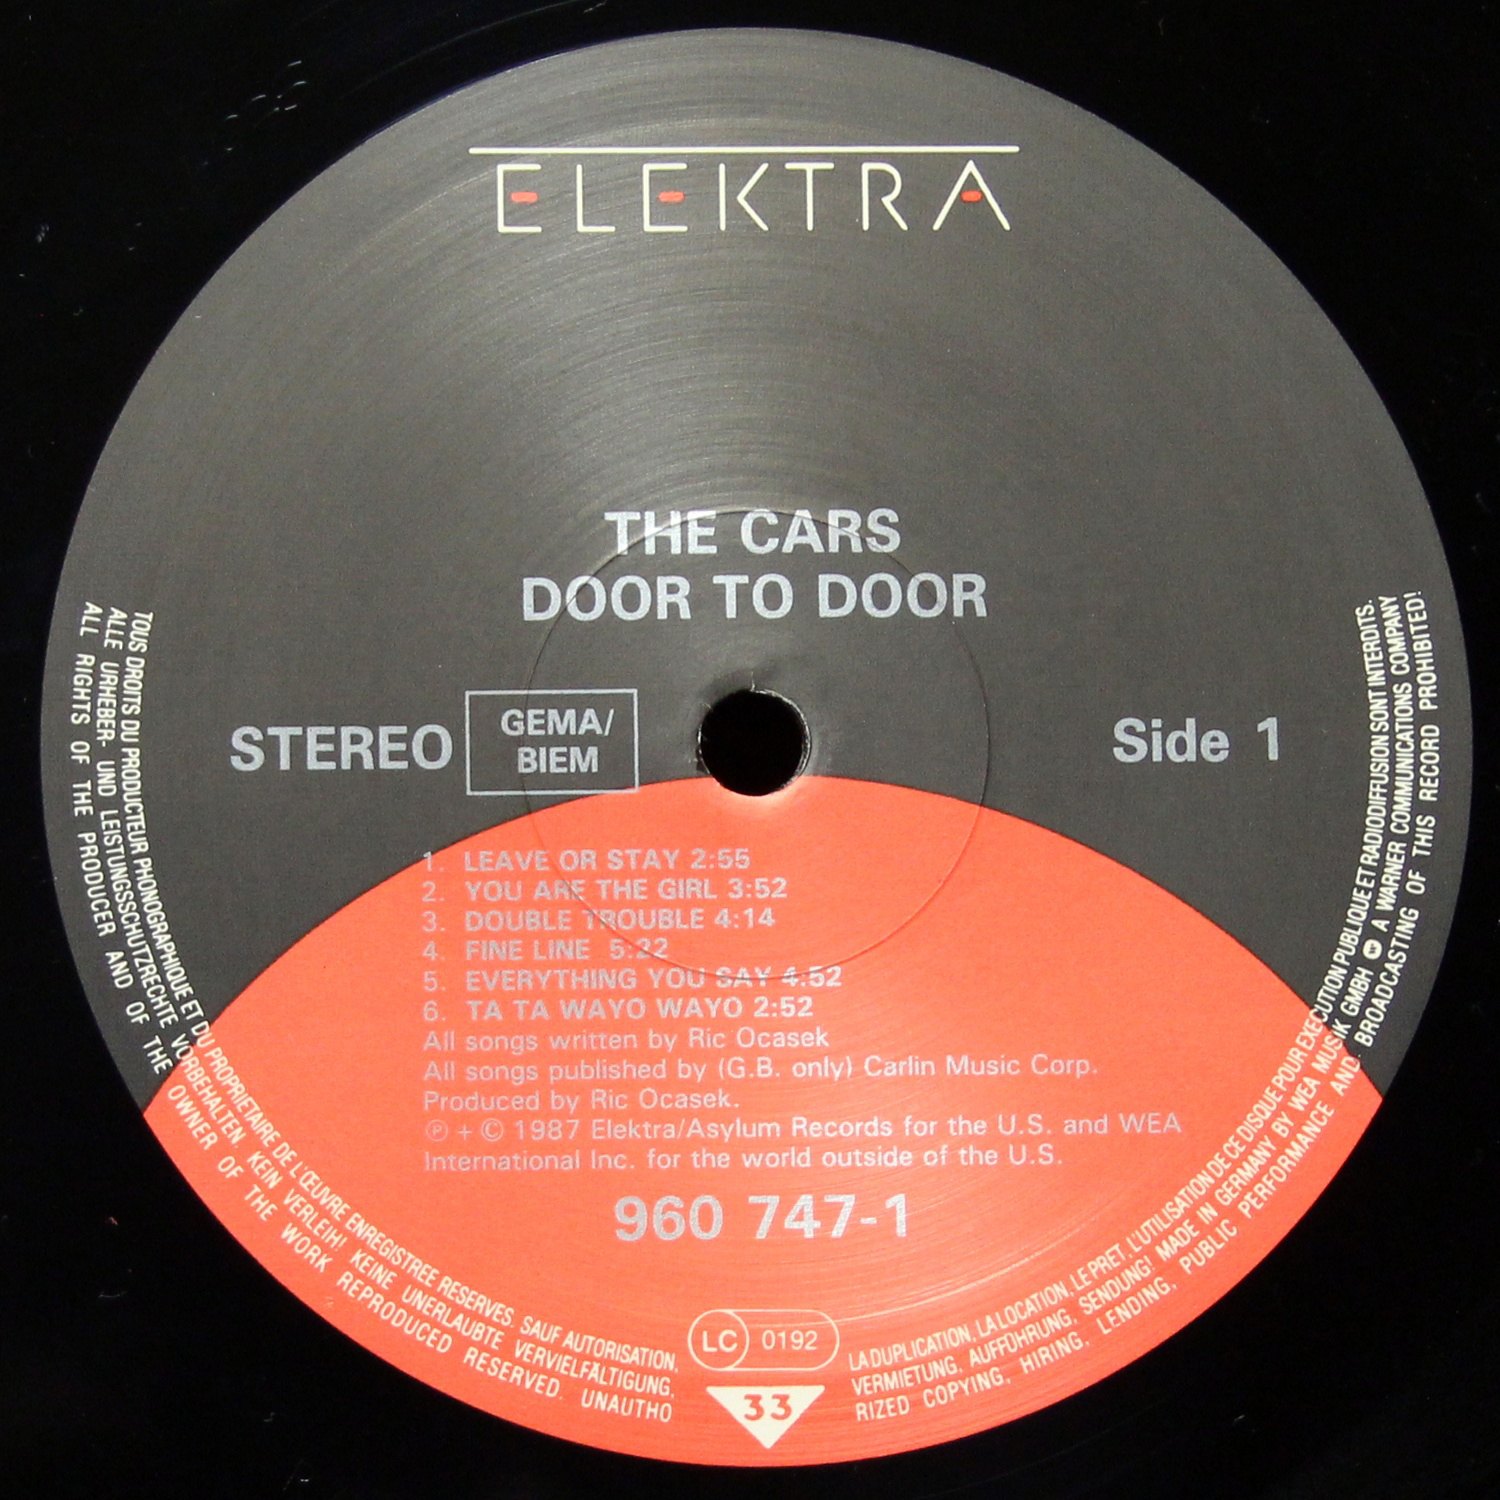 ELEKTRA
THE CARS
DOOR TO DOOR
STEREO
GEMA/
BIEM
Side 1
1. LEAVE OR STAY 2:55
2. YOU ARE THE GIRL 3:52
3. DOUBLE TROUBLE 4:14
4. FINE LINE 5:22
5. EVERYTHING YOU SAY 4:52
6. TA TA WAYO WAYO 2:52
All songs written by Ric Ocasek
All songs published by (G.B. only) Carlin Music Corp.
Produced by Ric Ocasek.
℗ + © 1987 Elektra/Asylum Records for the U.S. and WEA
International Inc. for the world outside of the U.S.
960 747-1
LC 0192
33
TOUS DROITS DU PRODUCTEUR PHONOGRAPHIQUE ET DU PROPRIETAIRE DE L'ŒUVRE ENREGISTREE RESERVES. SAUF AUTORISATION, LA DUPLICATION, LA LOCATION, LE PRET, L'UTILISATION DE CE DISQUE POUR EXECUTION PUBLIQUE ET RADIODIFFUSION SONT INTERDITS.
ALLE URHEBER- UND LEISTUNGSSCHUTZRECHTE VORBEHALTEN KEIN VERLEIH! KEINE UNERLAUBTE VERVIELFÄLTIGUNG, VERMIETUNG, AUFFÜHRUNG, SENDUNG! MADE IN GERMANY BY WEA MUSIK GMBH A WARNER COMMUNICATIONS COMPANY
ALL RIGHTS OF THE PRODUCER AND OF THE OWNER OF THE WORK REPRODUCED RESERVED. UNAUTHORIZED COPYING, HIRING, LENDING, PUBLIC PERFORMANCE AND BROADCASTING OF THIS RECORD PROHIBITED!